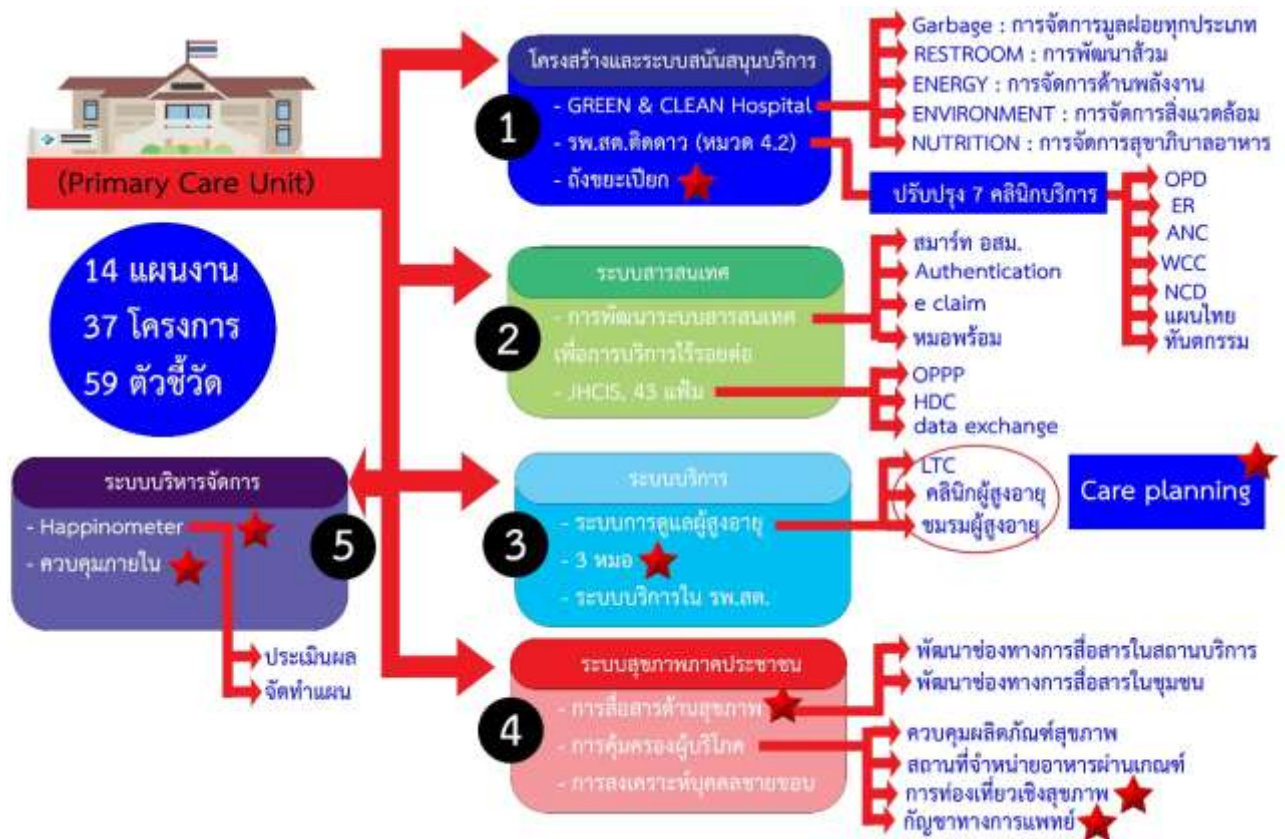 (Primary Care Unit)
14 แผนงาน
37 โครงการ
59 ตัวชี้วัด
1
โครงสร้างและระบบสนันสนุนบริการ
- GREEN & CLEAN Hospital
- รพ.สต.ติดดาว (หมวด 4.2)
- ถังขยะเปียก
Garbage : การจัดการมูลฝอยทุกประเภท
RESTROOM : การพัฒนาส้วม
ENERGY : การจัดการด้านพลังงาน
ENVIRONMENT : การจัดการสิ่งแวดล้อม
NUTRITION : การจัดการสุขาภิบาลอาหาร
ปรับปรุง 7 คลินิกบริการ
OPD
ER
ANC
WCC
NCD
แผนไทย
ทันตกรรม
2
ระบบสารสนเทศ
- การพัฒนาระบบสารสนเทศ
เพื่อการบริการไร้รอยต่อ
- JHCIS, 43 แฟ้ม
สมาร์ท อสม.
Authentication
e claim
หมอพร้อม
OPPP
HDC
data exchange
3
ระบบบริการ
- ระบบการดูแลผู้สูงอายุ
- 3 หมอ
- ระบบบริการใน รพ.สต.
LTC
คลินิกผู้สูงอายุ
ชมรมผู้สูงอายุ
Care planning
4
ระบบสุขภาพภาคประชาชน
- การสื่อสารด้านสุขภาพ
- การคุ้มครองผู้บริโภค
- การสงเคราะห์บุคคลชายขอบ
พัฒนาช่องทางการสื่อสารในสถานบริการ
พัฒนาช่องทางการสื่อสารในชุมชน
ควบคุมผลิตภัณฑ์สุขภาพ
สถานที่จำหน่ายอาหารผ่านเกณฑ์
การท่องเที่ยวเชิงสุขภาพ
กัญชาทางการแพทย์
5
ระบบบริหารจัดการ
- Happinometer
- ควบคุมภายใน
ประเมินผล
จัดทำแผน